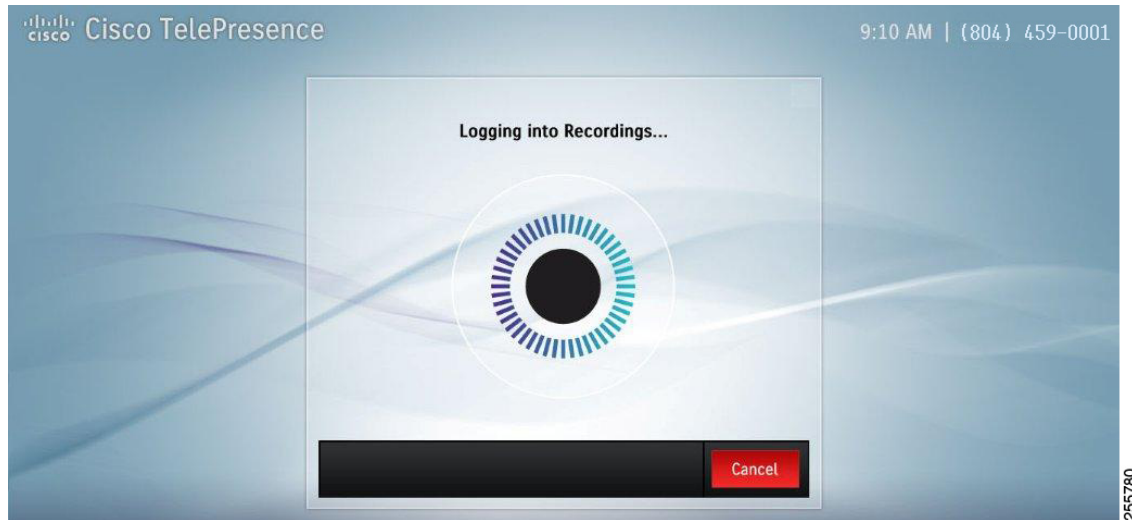 cisco Cisco TelePresence
9:10 AM | (804) 459-0001
Logging into Recordings...
Cancel
255780